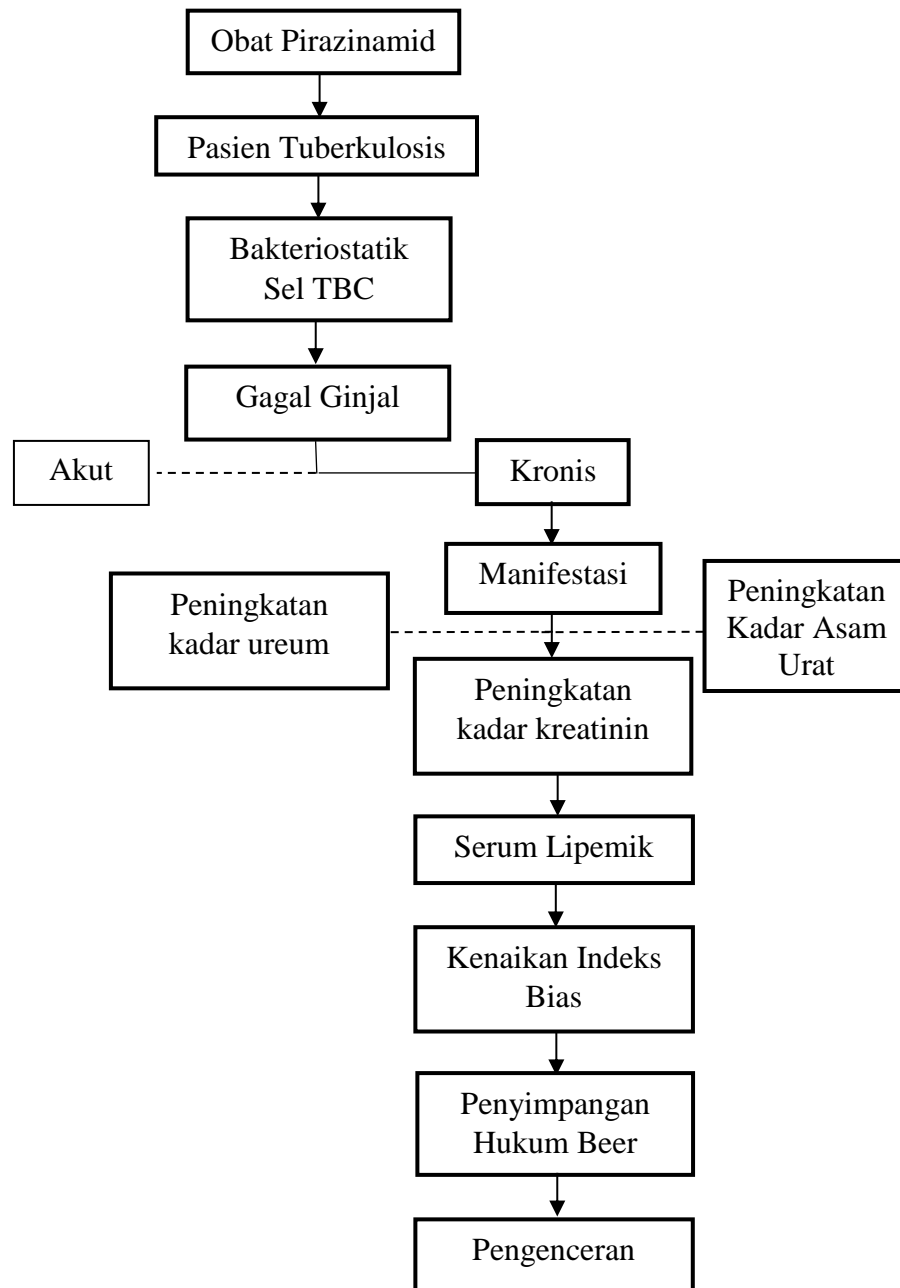 Obat Pirazinamid
Pasien Tuberkulosis
Bakteriostatik
Sel TBC
Gagal Ginjal
Akut
Kronis
Manifestasi
Peningkatan
kadar ureum
Peningkatan
Kadar Asam
Urat
Peningkatan
kadar kreatinin
Serum Lipemik
Kenaikan Indeks
Bias
Penyimpangan
Hukum Beer
Pengenceran